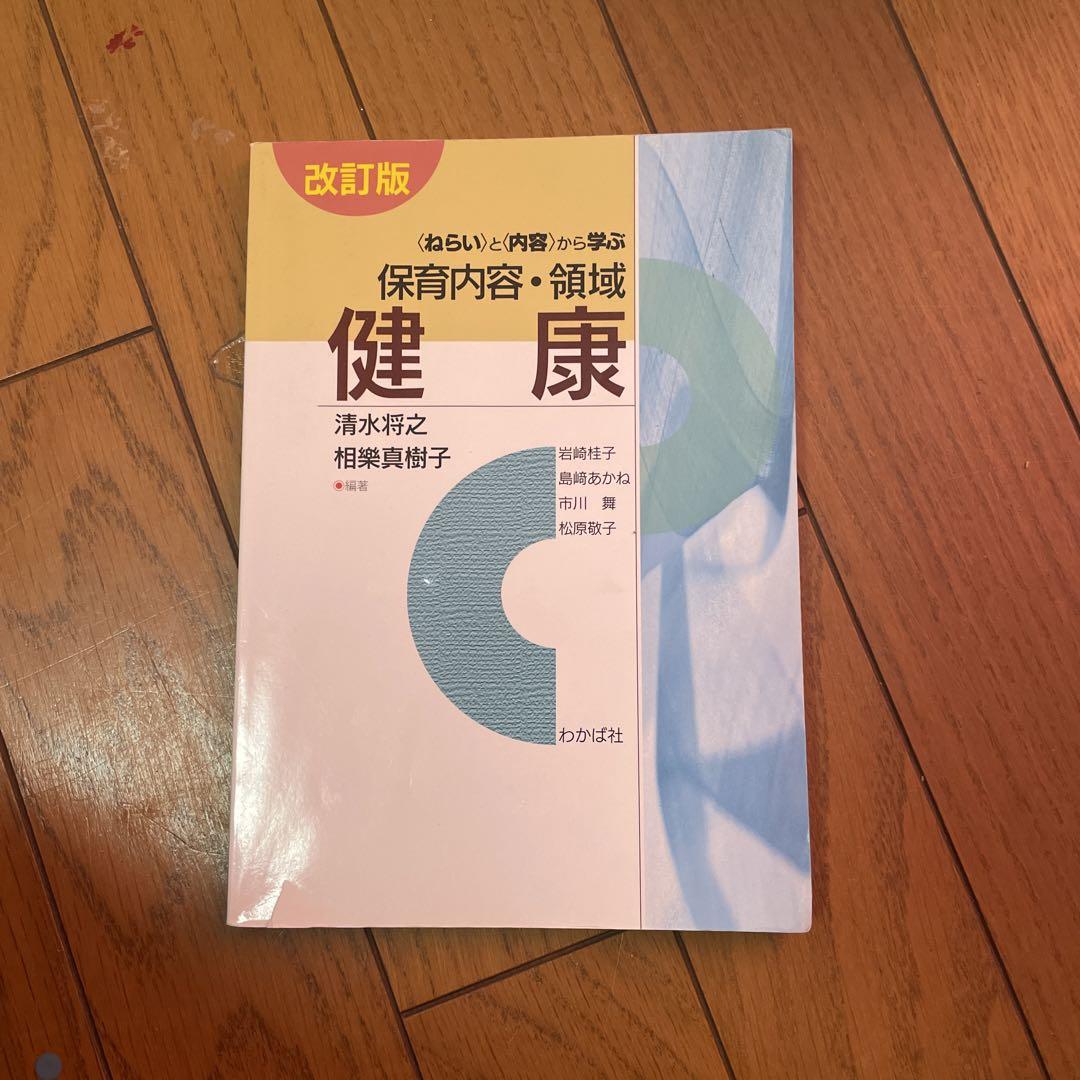 改訂版
〈ねらい〉と〈内容〉から学ぶ
保育内容・領域
健康
清水将之
相樂真樹子
◉編著
岩崎桂子
島﨑あかね
市川 舞
松原敬子
わかば社